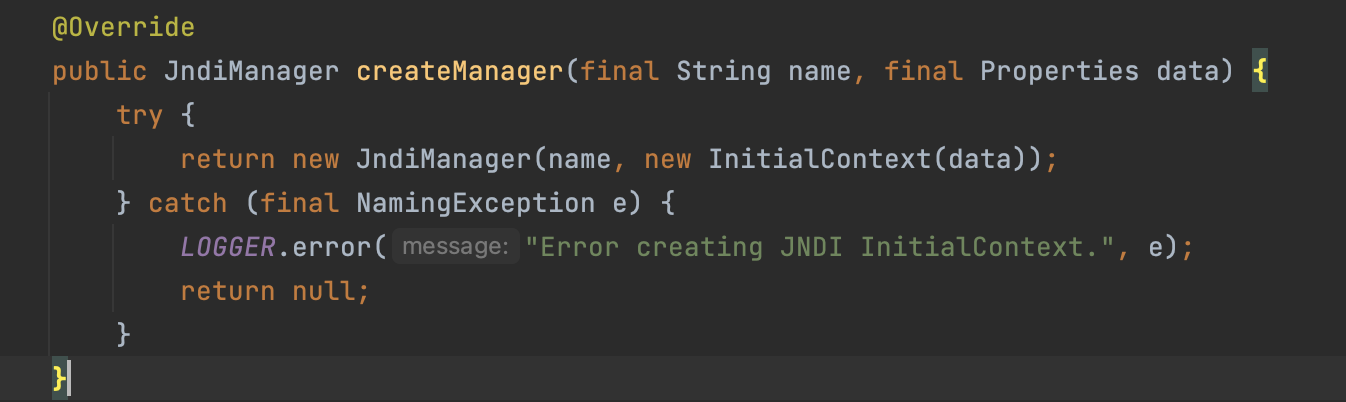 @Override
public JndiManager createManager(final String name, final Properties data) {
try {
return new JndiManager(name, new InitialContext(data));
} catch (final NamingException e) {
LOGGER.error( message: "Error creating JNDI InitialContext.", e);
return null;
}
}